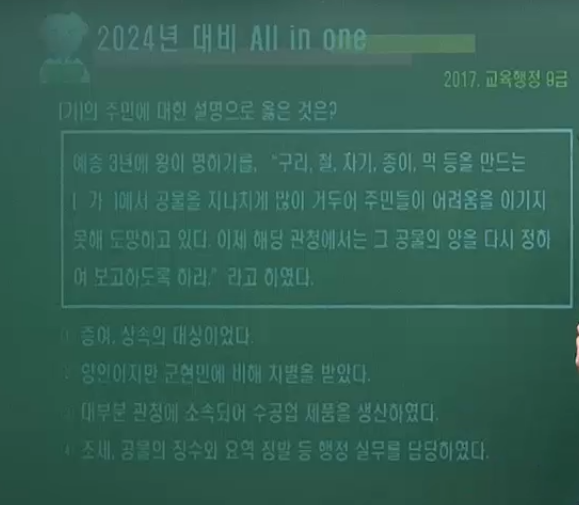 2024년 대비 All in one
2017. 교육행정 9급
(가)의 주민에 대한 설명으로 옳은 것은?
예종 3년에 왕이 명하기를, "구리, 철, 자기, 종이, 먹 등을 만드는
( 가 )에서 공물을 지나치게 많이 거두어 주민들이 어려움을 이기지
못해 도망하고 있다. 이제 해당 관청에서는 그 공물의 양을 다시 정하
여 보고하도록 하라." 라고 하였다.
① 증여, 상속의 대상이었다.
② 양인이지만 군현민에 비해 차별을 받았다.
③ 대부분 관청에 소속되어 수공업 제품을 생산하였다.
④ 조세, 공물의 징수와 요역 징발 등 행정 실무를 담당하였다.